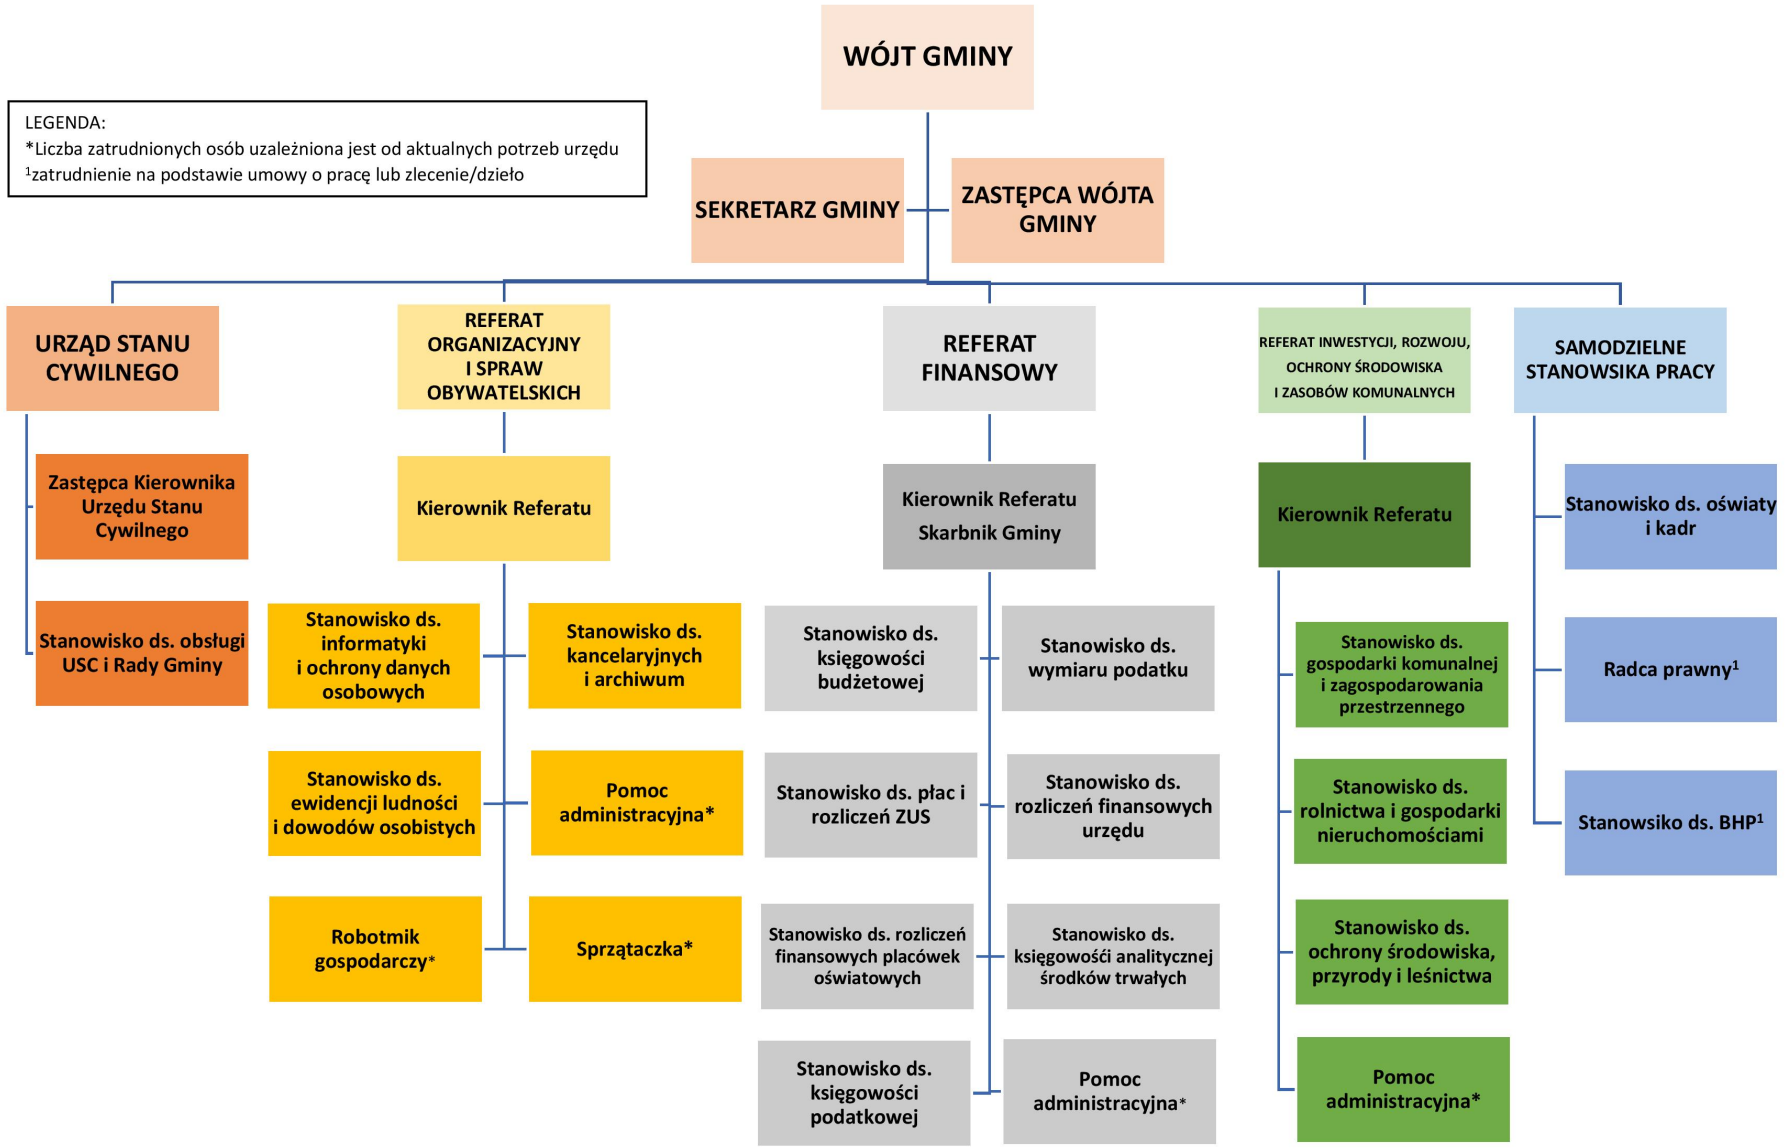 WÓJT GMINY
LEGENDA:
*Liczba zatrudnionych osób uzależniona jest od aktualnych potrzeb urzędu
¹zatrudnienie na podstawie umowy o pracę lub zlecenie/dzieło
SEKRETARZ GMINY
ZASTĘPCA WÓJTA
GMINY
URZĄD STANU
CYWILNEGO
REFERAT
ORGANIZACYJNY
I SPRAW
OBYWATELSKICH
REFERAT
FINANSOWY
REFERAT INWESTYCJI, ROZWOJU,
OCHRONY ŚRODOWISKA
I ZASOBÓW KOMUNALNYCH
SAMODZIELNE
STANOWSIKA PRACY
Zastępca Kierownika
Urzędu Stanu
Cywilnego
Stanowisko ds. obsługi
USC i Rady Gminy
Kierownik Referatu
Stanowisko ds.
informatyki
i ochrony danych
osobowych
Stanowisko ds.
kancelaryjnych
i archiwum
Stanowisko ds.
ewidencji ludności
i dowodów osobistych
Pomoc
administracyjna*
Robotmik
gospodarczy*
Sprzątaczka*
Kierownik Referatu
Skarbnik Gminy
Stanowisko ds.
księgowości
budżetowej
Stanowisko ds.
wymiaru podatku
Stanowisko ds. płac i
rozliczeń ZUS
Stanowisko ds.
rozliczeń finansowych
urzędu
Stanowisko ds. rozliczeń
finansowych placówek
oświatowych
Stanowisko ds.
księgowośći analitycznej
środków trwałych
Stanowisko ds.
księgowości
podatkowej
Pomoc
administracyjna*
Kierownik Referatu
Stanowisko ds.
gospodarki komunalnej
i zagospodarowania
przestrzennego
Stanowisko ds.
rolnictwa i gospodarki
nieruchomościami
Stanowisko ds.
ochrony środowiska,
przyrody i leśnictwa
Pomoc
administracyjna*
Stanowisko ds. oświaty
i kadr
Radca prawny¹
Stanowsiko ds. BHP¹